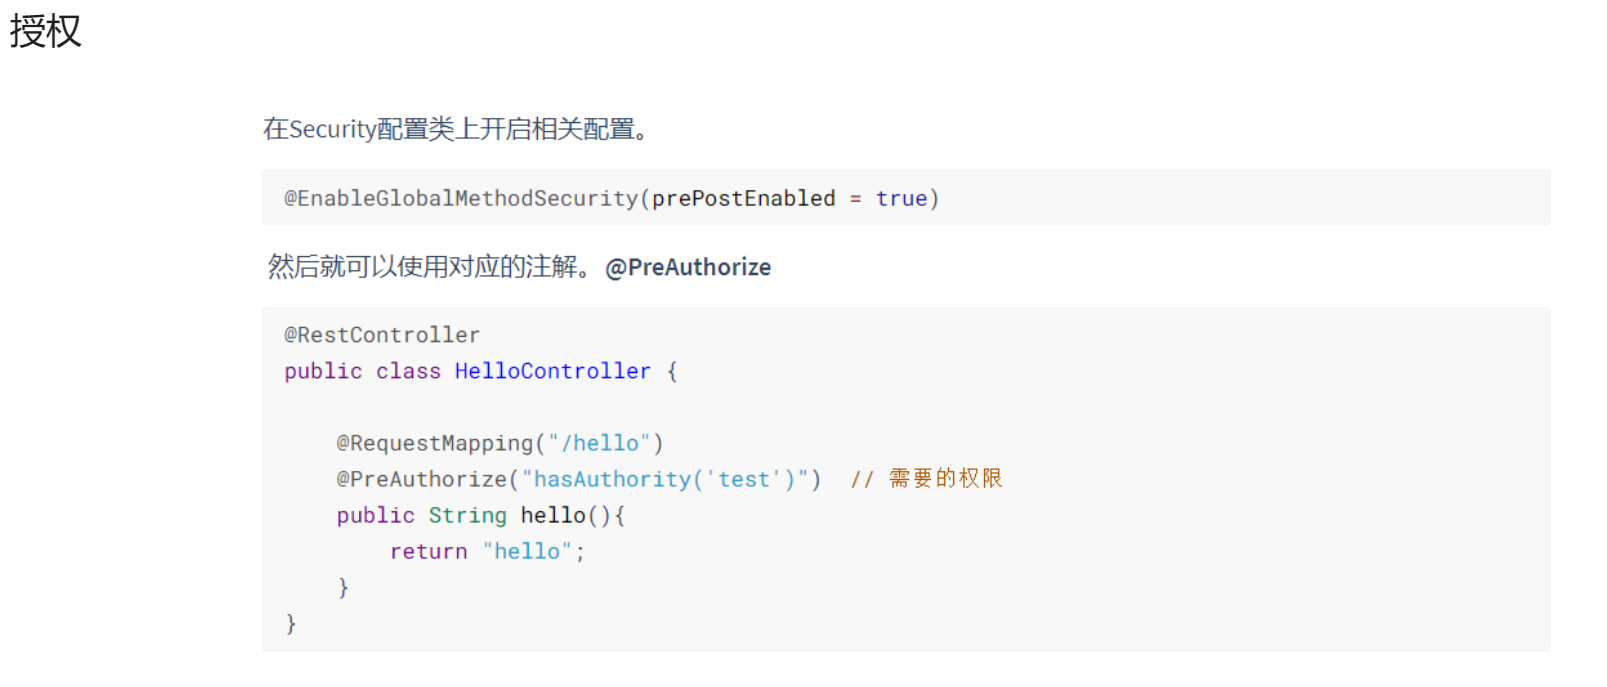 授权
在Security配置类上开启相关配置。
@EnableGlobalMethodSecurity(prePostEnabled = true)
然后就可以使用对应的注解。@PreAuthorize
@RestController
public class HelloController {
@RequestMapping("/hello")
@PreAuthorize("hasAuthority('test')") // 需要的权限
public String hello(){
return "hello";
}
}